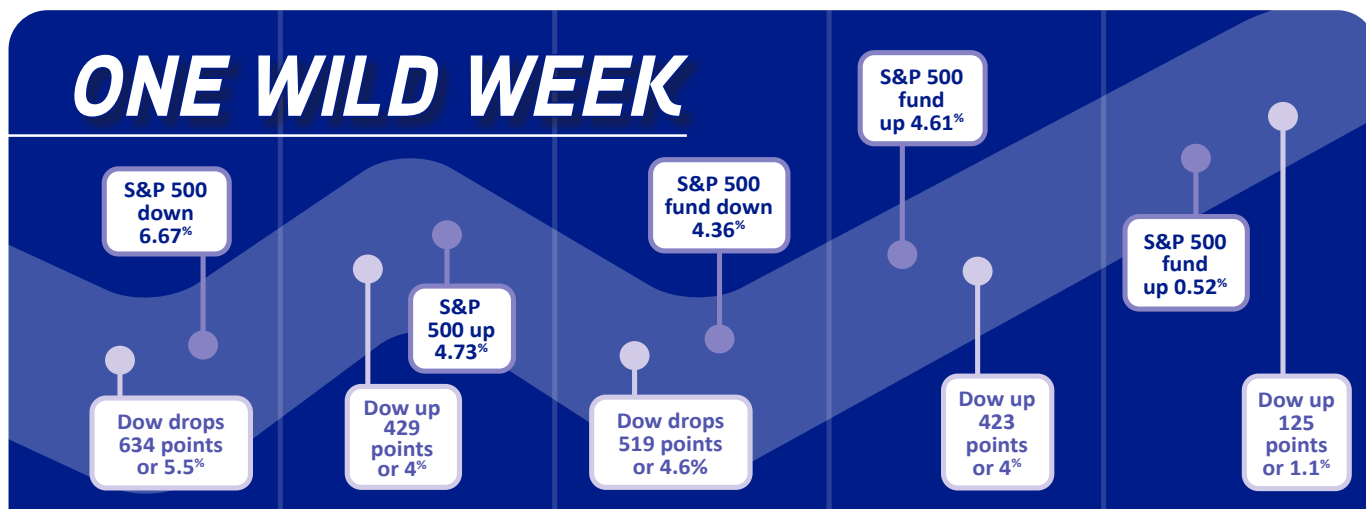 ONE WILD WEEK
S&P 500
down
6.67%
Dow drops
634 points
or 5.5%
Dow up
429
points
or 4%
S&P
500 up
4.73%
S&P 500
fund down
4.36%
Dow drops
519 points
or 4.6%
S&P 500
fund
up 4.61%
Dow up
423
points
or 4%
S&P 500
fund
up 0.52%
Dow up
125
points
or 1.1%